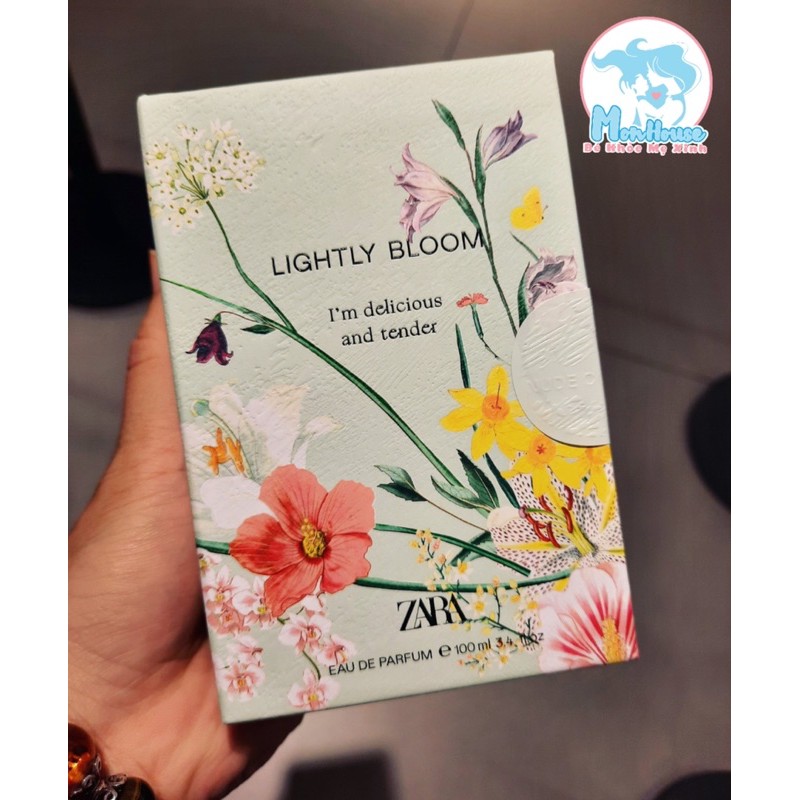 MonHouse
Bé Khỏe Mẹ Xinh
LIGHTLY BLOOM
I'm delicious
and tender
ZARA
EAU DE PARFUM e 100 ml 3.4 fl.oz